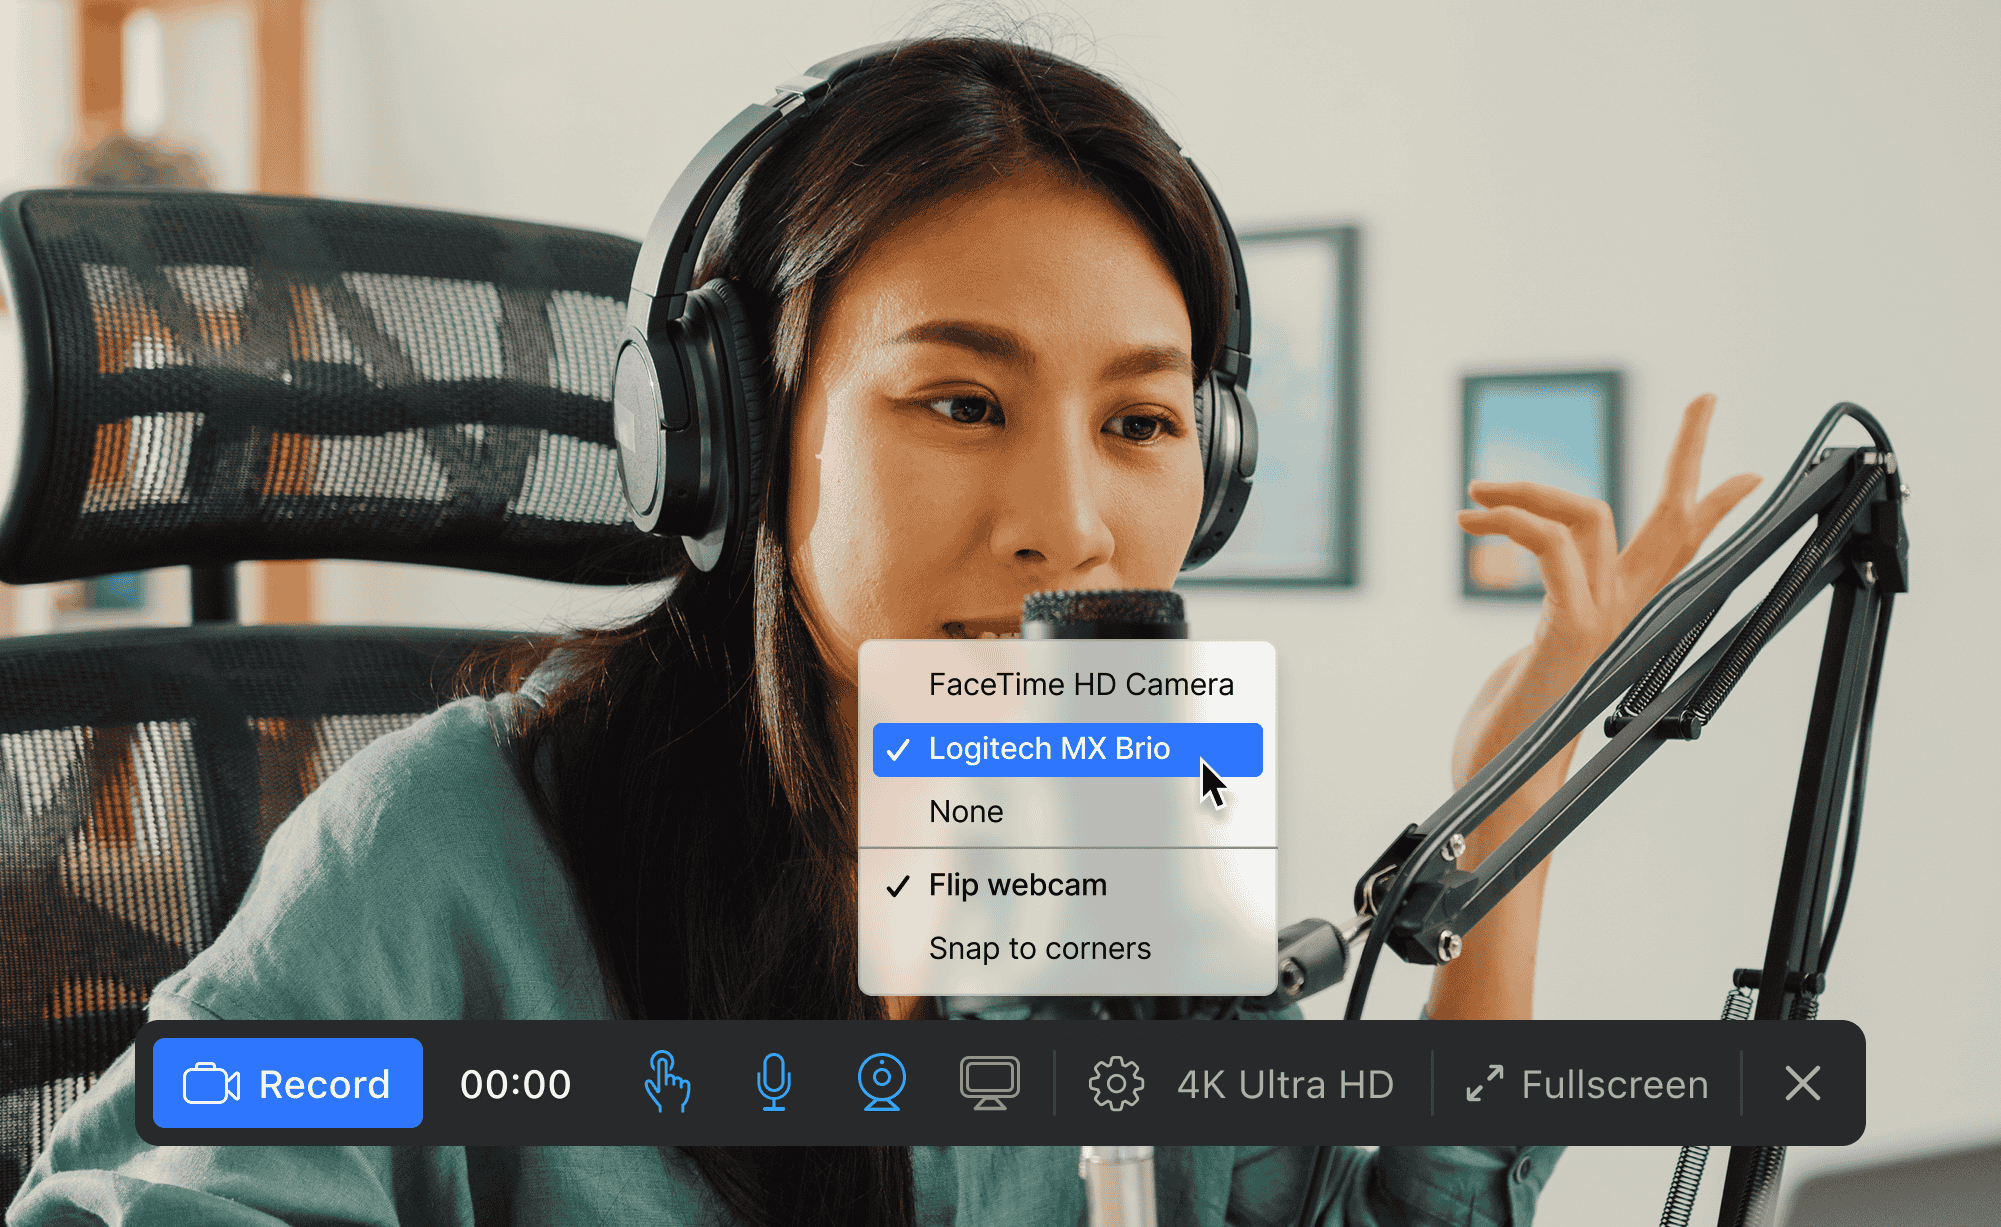 FaceTime HD Camera
✓ Logitech MX Brio
None
✓ Flip webcam
Snap to corners
Record 00:00 4K Ultra HD Fullscreen